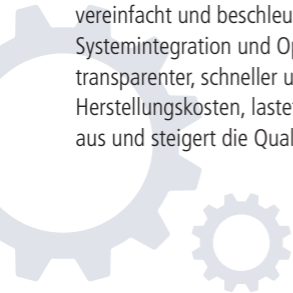 vereinfacht und beschleu
Systemintegration und Op
transparenter, schneller u
Herstellungskosten, laste
aus und steigert die Qual